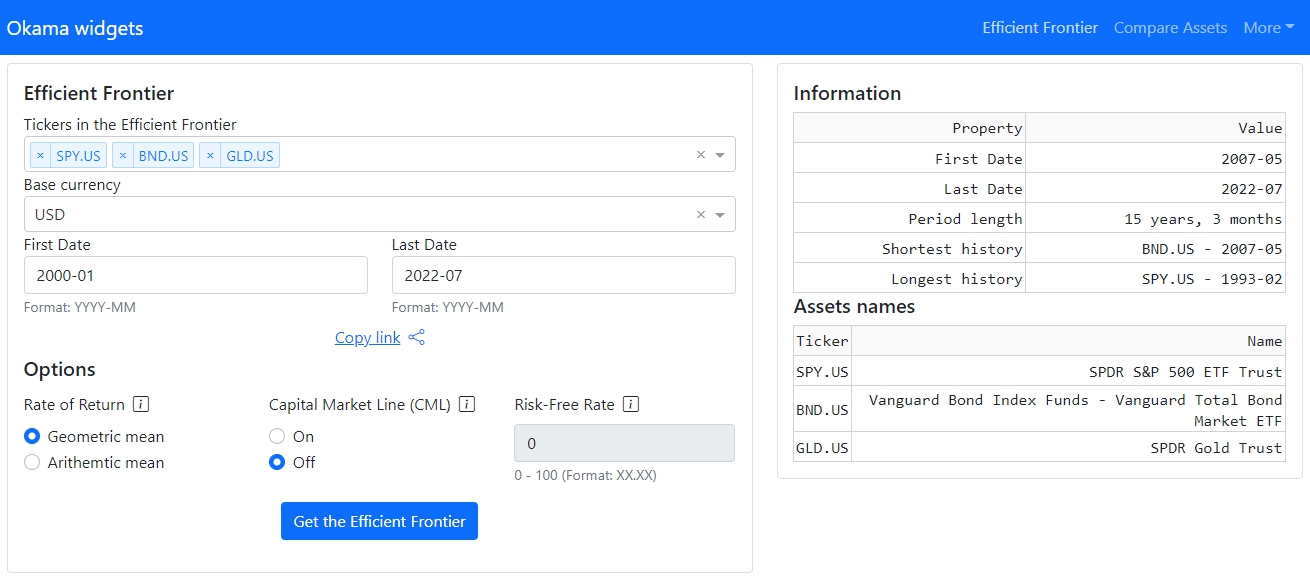 Okama widgets
Efficient Frontier Compare Assets More
Efficient Frontier
Tickers in the Efficient Frontier
× SPY.US × BND.US × GLD.US ×
Base currency
USD ×
First Date Last Date
2000-01 2022-07
Format: YYYY-MM Format: YYYY-MM
Copy link
Options
Rate of Return i Capital Market Line (CML) i Risk-Free Rate i
Geometric mean On 0
Arithemtic mean Off
0 - 100 (Format: XX.XX)
Get the Efficient Frontier
Information
Property Value
First Date 2007-05
Last Date 2022-07
Period length 15 years, 3 months
Shortest history BND.US - 2007-05
Longest history SPY.US - 1993-02
Assets names
Ticker Name
SPY.US SPDR S&P 500 ETF Trust
BND.US Vanguard Bond Index Funds - Vanguard Total Bond
Market ETF
GLD.US SPDR Gold Trust